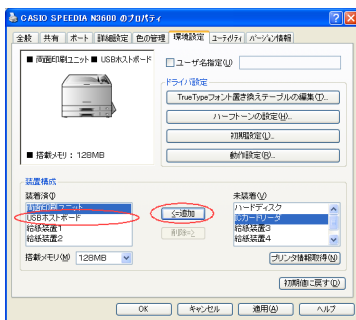 CASIO SPEEDIA N3600 のプロパティ
全般 共有 ポート 詳細設定 色の管理 環境設定 ユーティリティ バージョン情報
■ 両面印刷ユニット ■ USBホストボード
■ 搭載メモリ : 128MB
ユーザ名指定(U)
ドライバ設定
TrueTypeフォント置き換えテーブルの編集(T)...
ハーフトーンの設定(H)...
初期設定(L)...
動作設定(B)...
装置構成
装着済(I)
両面印刷ユニット
USBホストボード
給紙装置1
給紙装置2
<=追加
削除=>
未装着(V)
ハードディスク
ICカードリーダ
給紙装置3
給紙装置4
搭載メモリ(M) 128MB
プリンタ情報取得(N)
初期値に戻す(D)
OK キャンセル 適用(A) ヘルプ